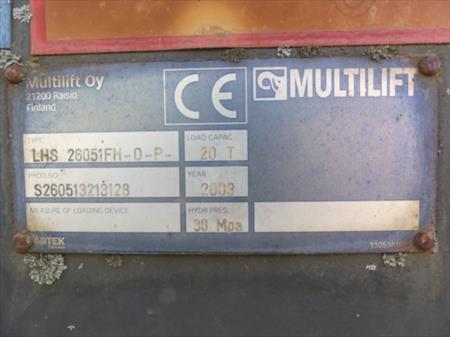 Multilift Oy
21200 Raisio
Finland
CE
MULTILIFT
TYPE
LHS 26051FH-0-P-
LOAD CAPAC.
20 T
PROD.NO
S260513213128
YEAR
2003
MEASURE OF LOADING DEVICE
HYDR PRES.
30 Mpa
ARTEK